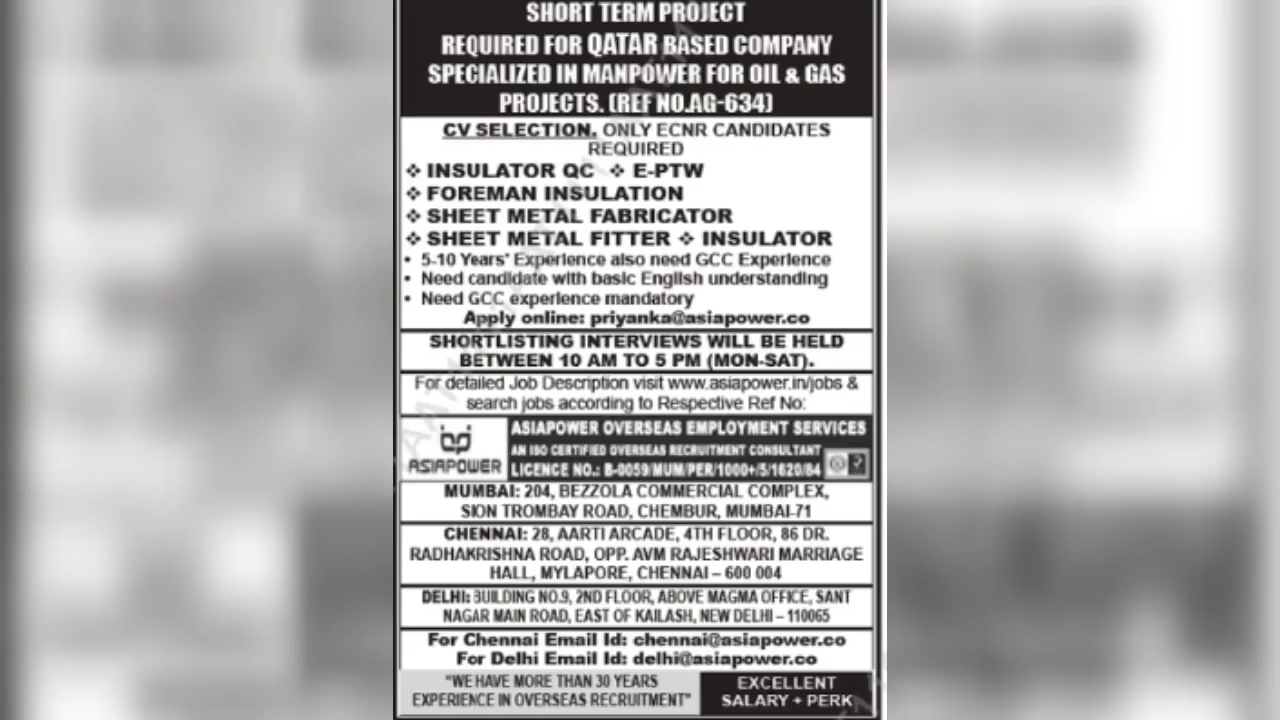 SHORT TERM PROJECT
REQUIRED FOR QATAR BASED COMPANY
SPECIALIZED IN MANPOWER FOR OIL & GAS
PROJECTS. (REF NO.AG-634)
CV SELECTION. ONLY ECNR CANDIDATES
REQUIRED
❖ INSULATOR QC ❖ E-PTW
❖ FOREMAN INSULATION
❖ SHEET METAL FABRICATOR
❖ SHEET METAL FITTER ❖ INSULATOR
• 5-10 Years' Experience also need GCC Experience
• Need candidate with basic English understanding
• Need GCC experience mandatory
Apply online: priyanka@asiapower.co
SHORTLISTING INTERVIEWS WILL BE HELD
BETWEEN 10 AM TO 5 PM (MON-SAT).
For detailed Job Description visit www.asiapower.in/jobs &
search jobs according to Respective Ref No:
ASIAPOWER
ASIAPOWER OVERSEAS EMPLOYMENT SERVICES
AN ISO CERTIFIED OVERSEAS RECRUITMENT CONSULTANT
LICENCE NO.: B-0059/MUM/PER/1000+/5/1620/84
MUMBAI: 204, BEZZOLA COMMERCIAL COMPLEX,
SION TROMBAY ROAD, CHEMBUR, MUMBAI-71
CHENNAI: 28, AARTI ARCADE, 4TH FLOOR, 86 DR.
RADHAKRISHNA ROAD, OPP. AVM RAJESHWARI MARRIAGE
HALL, MYLAPORE, CHENNAI – 600 004
DELHI: BUILDING NO.9, 2ND FLOOR, ABOVE MAGMA OFFICE, SANT
NAGAR MAIN ROAD, EAST OF KAILASH, NEW DELHI – 110065
For Chennai Email Id: chennai@asiapower.co
For Delhi Email Id: delhi@asiapower.co
"WE HAVE MORE THAN 30 YEARS
EXPERIENCE IN OVERSEAS RECRUITMENT"
EXCELLENT
SALARY + PERK